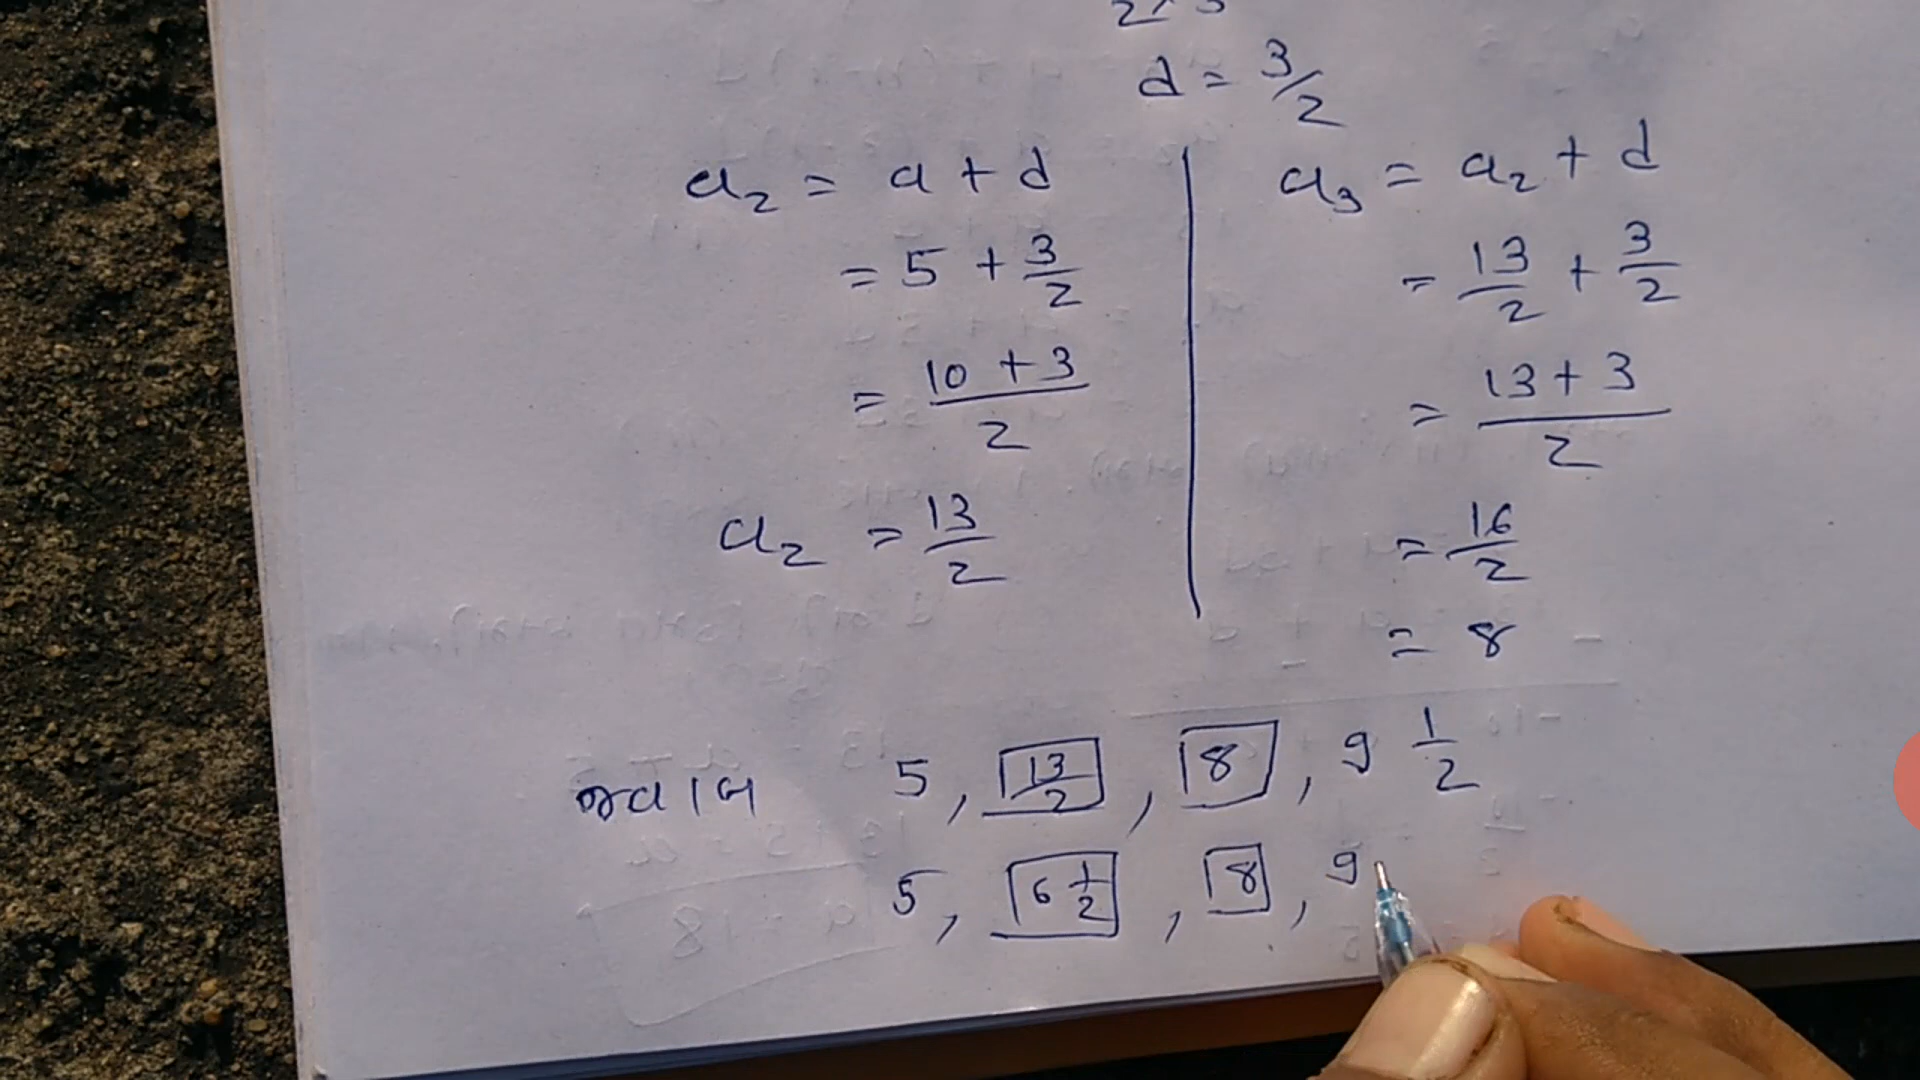 d = 3/2
a₂ = a + d
= 5 + 3/2
= (10 + 3)/2
a₂ = 13/2
a₃ = a₂ + d
= 13/2 + 3/2
= (13 + 3)/2
= 16/2
= 8
જવાબ 5, 13/2, 8, 9 1/2
5, 6 1/2, 8, 9